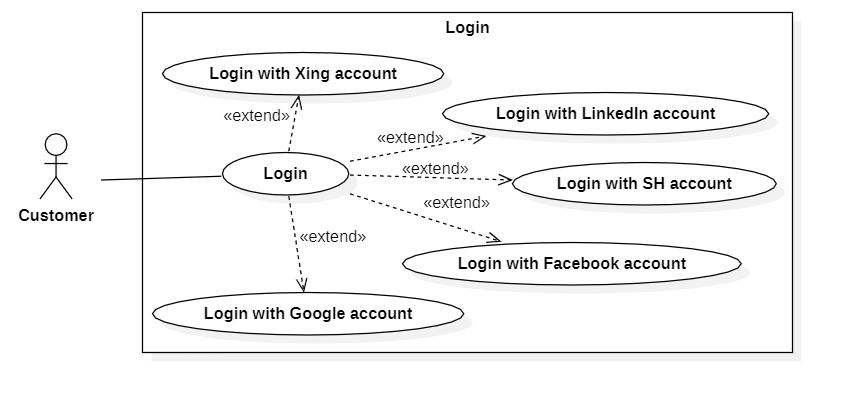 Login
Login with Xing account
«extend»
Login with LinkedIn account
«extend»
«extend»
Login
Login with SH account
«extend»
Customer
«extend»
Login with Facebook account
Login with Google account